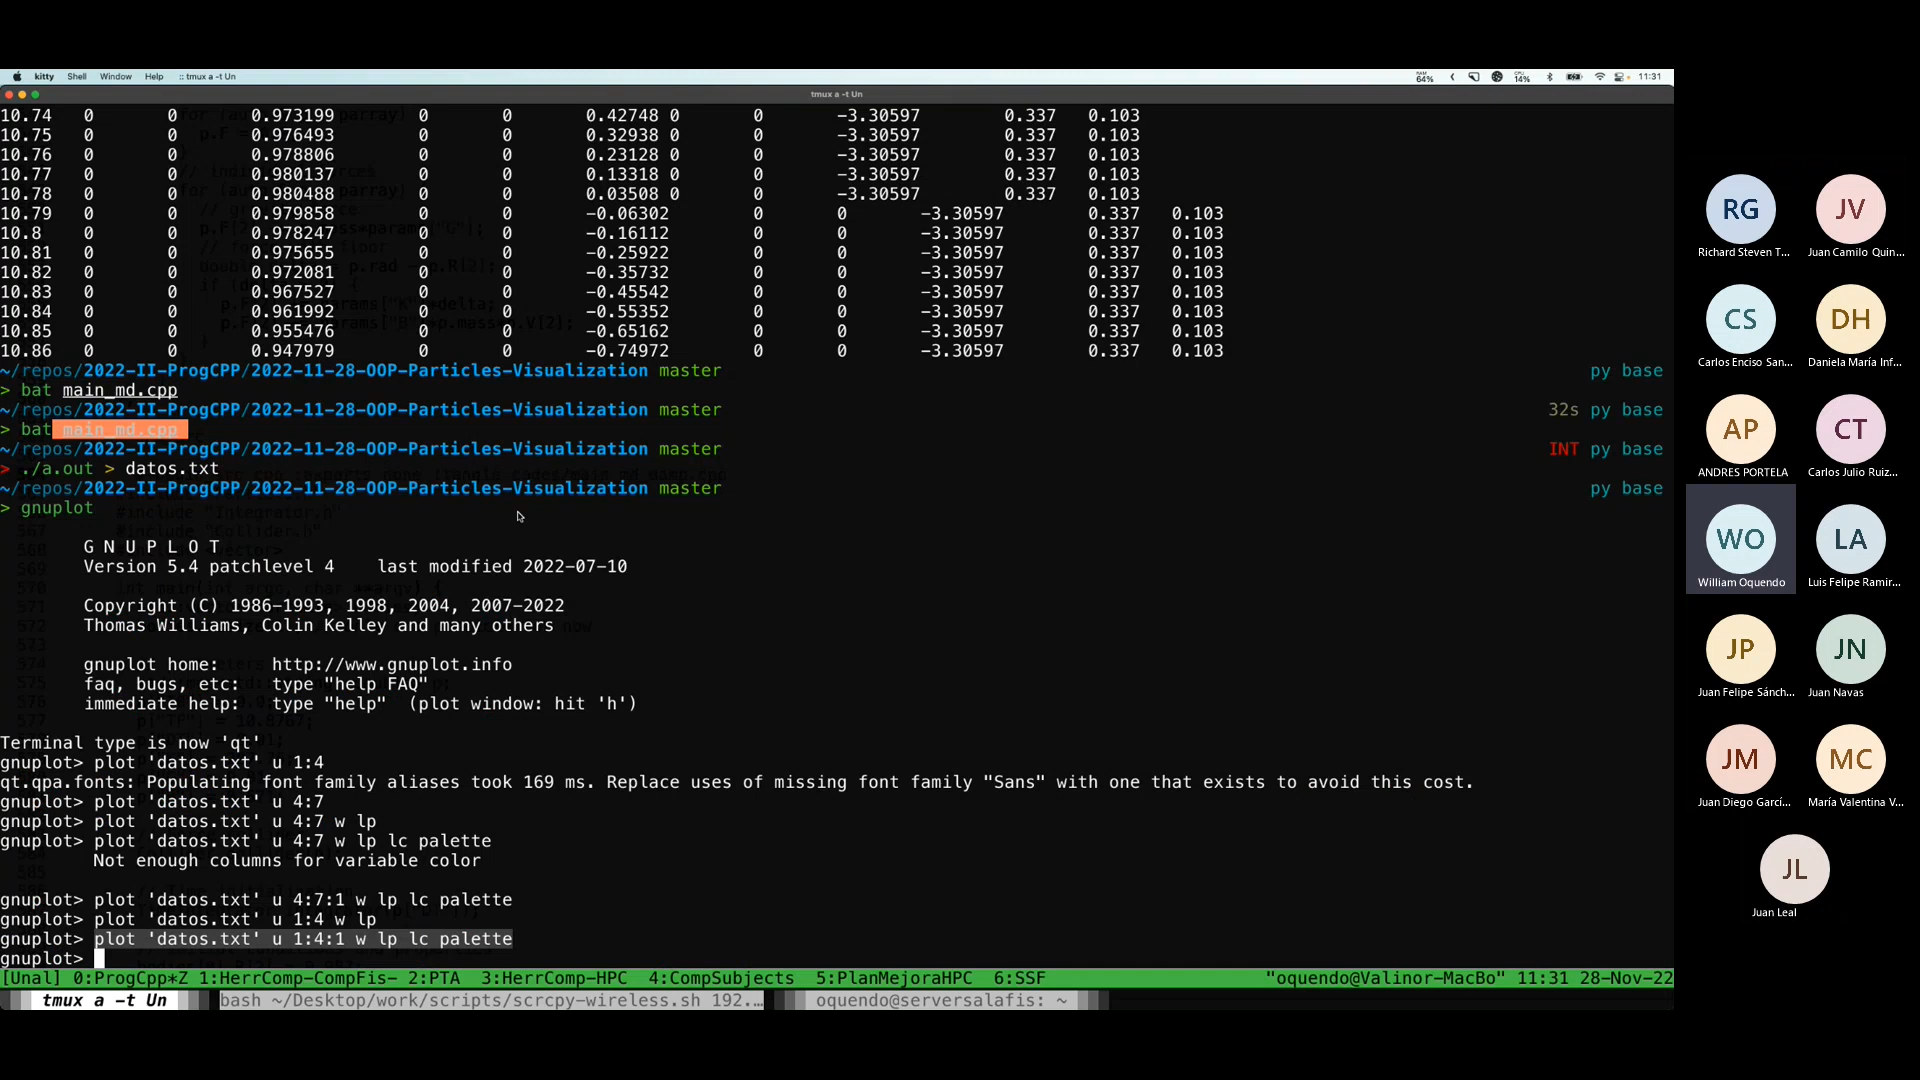 kitty Shell Window Help :: tmux a -t Un RAM 64% CPU 14% 11:31
tmux a -t Un
10.74 0 0 0.973199 0 0 0.42748 0 0 -3.30597 0.337 0.103
10.75 0 0 0.976493 0 0 0.32938 0 0 -3.30597 0.337 0.103
10.76 0 0 0.978806 0 0 0.23128 0 0 -3.30597 0.337 0.103
10.77 0 0 0.980137 0 0 0.13318 0 0 -3.30597 0.337 0.103
10.78 0 0 0.980488 0 0 0.03508 0 0 -3.30597 0.337 0.103
10.79 0 0 0.979858 0 0 -0.06302 0 0 -3.30597 0.337 0.103
10.8 0 0 0.978247 0 0 -0.16112 0 0 -3.30597 0.337 0.103
10.81 0 0 0.975655 0 0 -0.25922 0 0 -3.30597 0.337 0.103
10.82 0 0 0.972081 0 0 -0.35732 0 0 -3.30597 0.337 0.103
10.83 0 0 0.967527 0 0 -0.45542 0 0 -3.30597 0.337 0.103
10.84 0 0 0.961992 0 0 -0.55352 0 0 -3.30597 0.337 0.103
10.85 0 0 0.955476 0 0 -0.65162 0 0 -3.30597 0.337 0.103
10.86 0 0 0.947979 0 0 -0.74972 0 0 -3.30597 0.337 0.103
~/repos/2022-II-ProgCPP/2022-11-28-OOP-Particles-Visualization master py base
> bat main_md.cpp
~/repos/2022-II-ProgCPP/2022-11-28-OOP-Particles-Visualization master 32s py base
> bat main_md.cpp
~/repos/2022-II-ProgCPP/2022-11-28-OOP-Particles-Visualization master INT py base
> ./a.out > datos.txt
~/repos/2022-II-ProgCPP/2022-11-28-OOP-Particles-Visualization master py base
> gnuplot
G N U P L O T
Version 5.4 patchlevel 4 last modified 2022-07-10
Copyright (C) 1986-1993, 1998, 2004, 2007-2022
Thomas Williams, Colin Kelley and many others
gnuplot home: http://www.gnuplot.info
faq, bugs, etc: type "help FAQ"
immediate help: type "help" (plot window: hit 'h')
Terminal type is now 'qt'
gnuplot> plot 'datos.txt' u 1:4
qt.qpa.fonts: Populating font family aliases took 169 ms. Replace uses of missing font family "Sans" with one that exists to avoid this cost.
gnuplot> plot 'datos.txt' u 4:7
gnuplot> plot 'datos.txt' u 4:7 w lp
gnuplot> plot 'datos.txt' u 4:7 w lp lc palette
Not enough columns for variable color
gnuplot> plot 'datos.txt' u 4:7:1 w lp lc palette
gnuplot> plot 'datos.txt' u 1:4 w lp
gnuplot> plot 'datos.txt' u 1:4:1 w lp lc palette
gnuplot>
[Unal] 0:ProgCpp*Z 1:HerrComp-CompFis- 2:PTA 3:HerrComp-HPC 4:CompSubjects 5:PlanMejoraHPC 6:SSF "oquendo@Valinor-MacBo" 11:31 28-Nov-22
tmux a -t Un bash ~/Desktop/work/scripts/scrcpy-wireless.sh 192.… oquendo@serversalafis: ~
RG JV
Richard Steven T... Juan Camilo Quin...
CS DH
Carlos Enciso San... Daniela María Inf...
AP CT
ANDRES PORTELA Carlos Julio Ruiz...
WO LA
William Oquendo Luis Felipe Ramir...
JP JN
Juan Felipe Sánch... Juan Navas
JM MC
Juan Diego Garcí... María Valentina V...
JL
Juan Leal